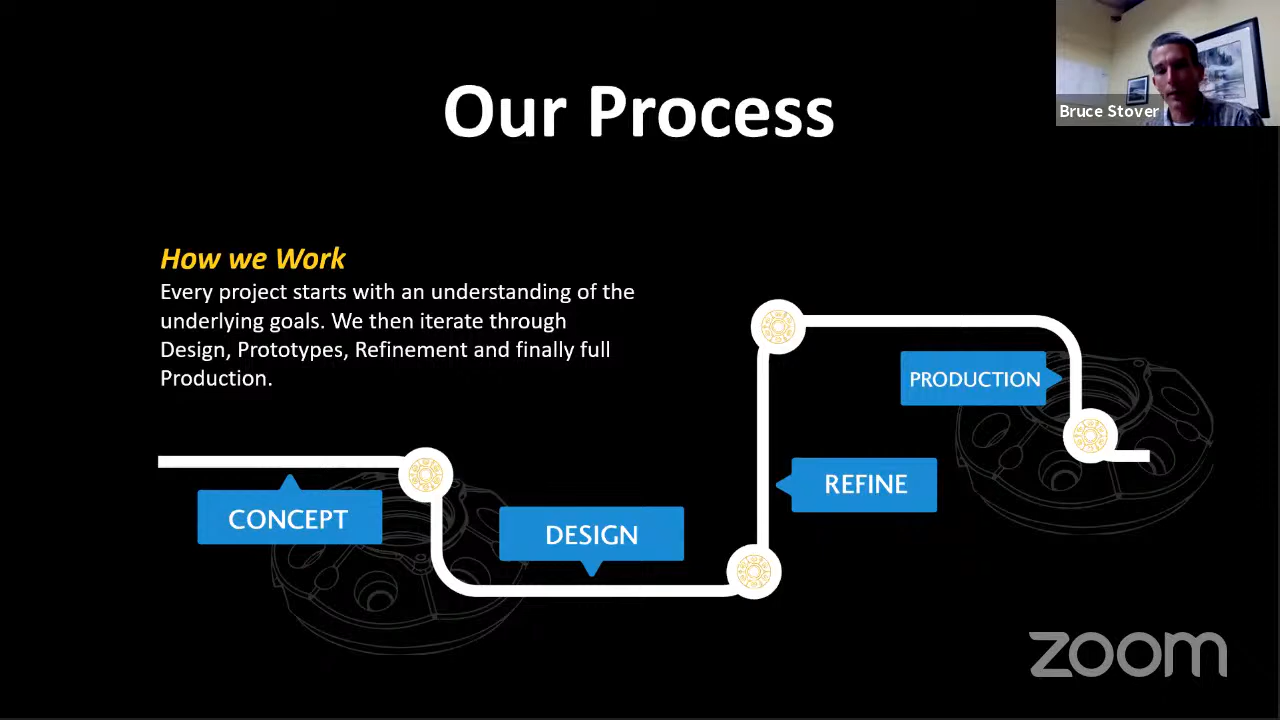 Bruce Stover
Our Process
How we Work
Every project starts with an understanding of the
underlying goals. We then iterate through
Design, Prototypes, Refinement and finally full
Production.
PRODUCTION
REFINE
CONCEPT
DESIGN
zoom